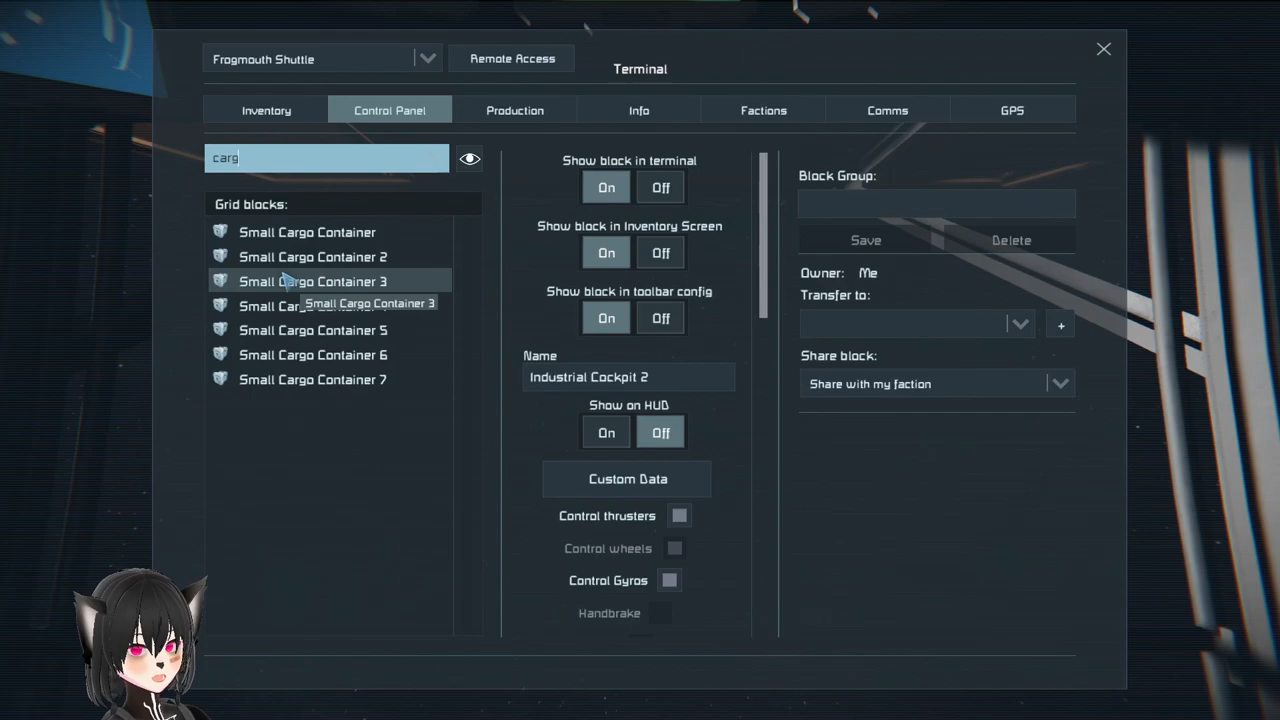 Frogmouth Shuttle
Remote Access
Terminal
Inventory
Control Panel
Production
Info
Factions
Comms
GPS
carg
Grid blocks:
Small Cargo Container
Small Cargo Container 2
Small Cargo Container 3
Small Car
Small Cargo Container 3
Small Cargo Container 5
Small Cargo Container 6
Small Cargo Container 7
Show block in terminal
On Off
Show block in Inventory Screen
On Off
Show block in toolbar config
On Off
Name
Industrial Cockpit 2
Show on HUD
On Off
Custom Data
Control thrusters
Control wheels
Control Gyros
Handbrake
Block Group:
Save Delete
Owner: Me
Transfer to:
+
Share block:
Share with my faction